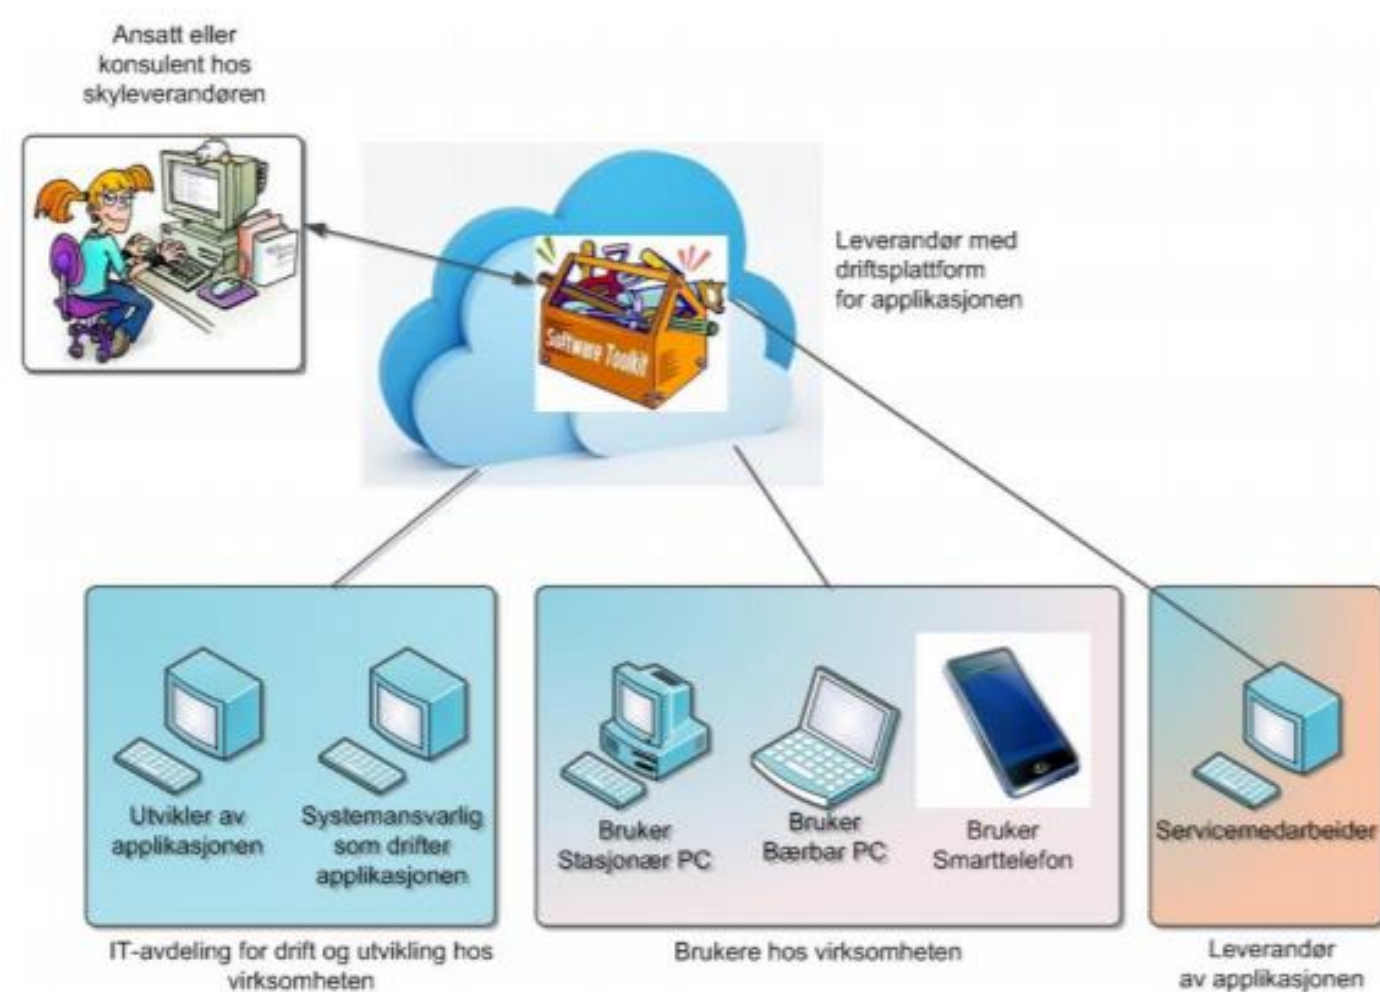 Ansatt eller
konsulent hos
skyleverandøren
Leverandør med
driftsplattform
for applikasjonen
Software Toolkit
Utvikler av
applikasjonen
Systemansvarlig
som drifter
applikasjonen
Bruker
Stasjonær PC
Bruker
Bærbar PC
Bruker
Smarttelefon
Servicemedarbeider
IT-avdeling for drift og utvikling hos
virksomheten
Brukere hos virksomheten
Leverandør
av applikasjonen